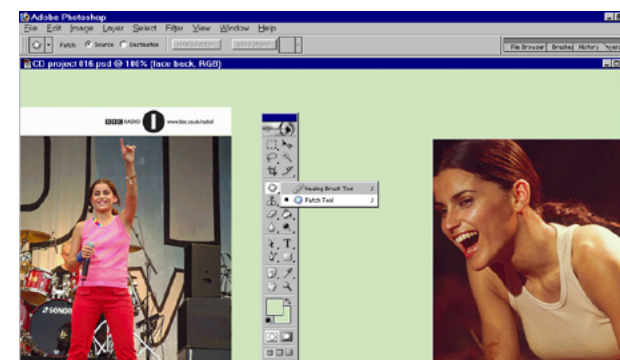 Adobe Photoshop
File Edit Image Layer Select Filter View Window Help
Patch: Source Destination
File Browser Brushes History
CD project 016.psd @ 100% (face back, RGB)
BBC RADIO 1 www.bbc.co.uk/radio1
Healing Brush Tool J
Patch Tool J
T
SONOR